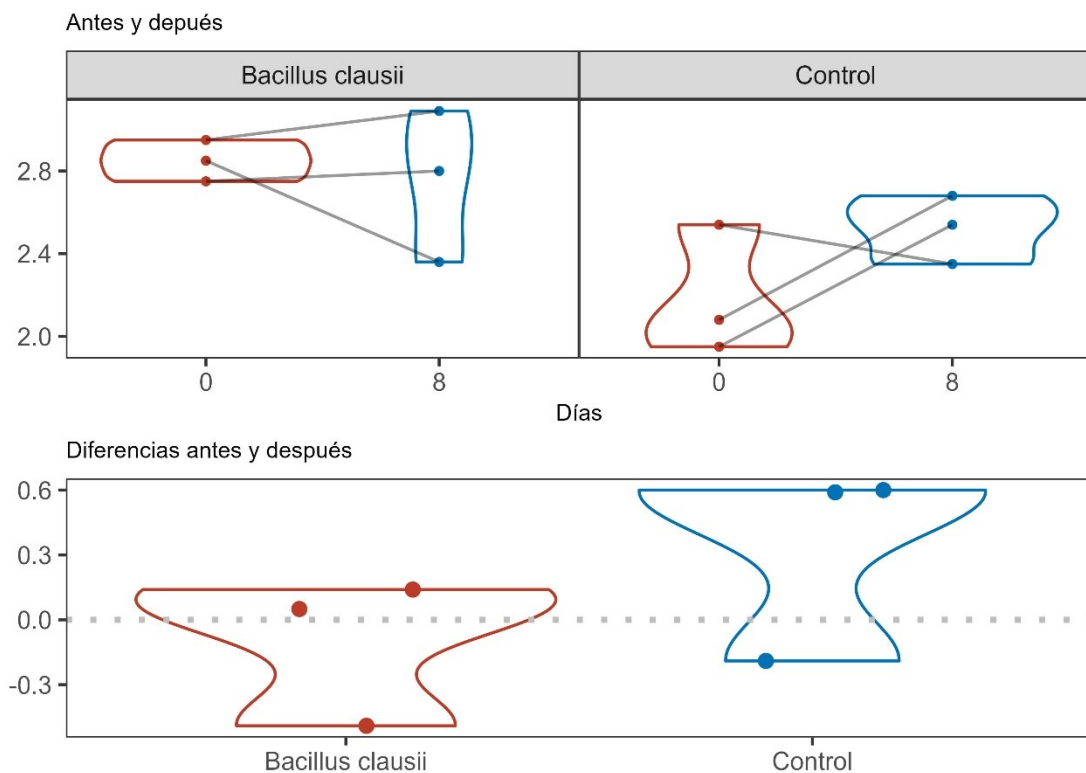 Antes y depués
Bacillus clausii
Control
2.8
2.4
2.0
0
8
0
8
Días
Diferencias antes y después
0.6
0.3
0.0
-0.3
Bacillus clausii
Control